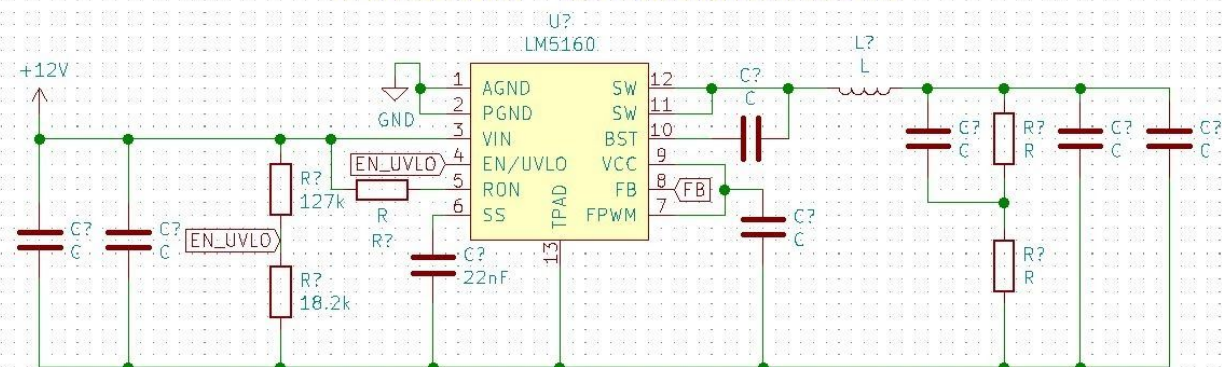 U?
LM5160
+12V
GND
1 AGND
2 PGND
3 VIN
4 EN/UVLO
5 RON
6 SS
TPAD
13
SW 12
SW 11
BST 10
VCC 9
FB 8
FPWM 7
EN_UVLO
FB
R
R?
C?
22nF
R?
127k
EN_UVLO
R?
18.2k
C?
C
C?
C
C?
C
C?
C
L?
L
C?
C
R?
R
C?
C
C?
C
R?
R